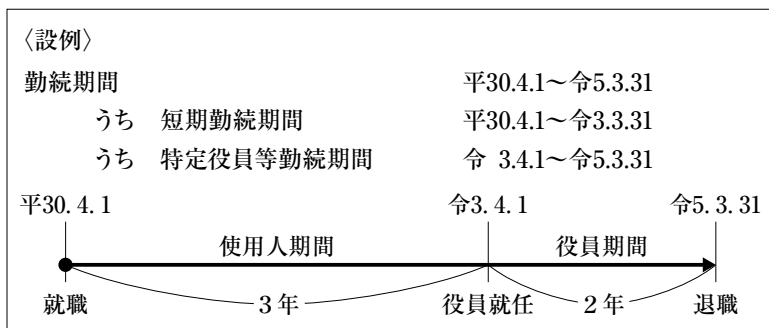 〈設例〉
勤続期間 平30.4.1〜令5.3.31
うち 短期勤続期間 平30.4.1〜令3.3.31
うち 特定役員等勤続期間 令 3.4.1〜令5.3.31
平30. 4. 1 令3. 4. 1 令5. 3. 31
使用人期間 役員期間
就職 3年 役員就任 2年 退職